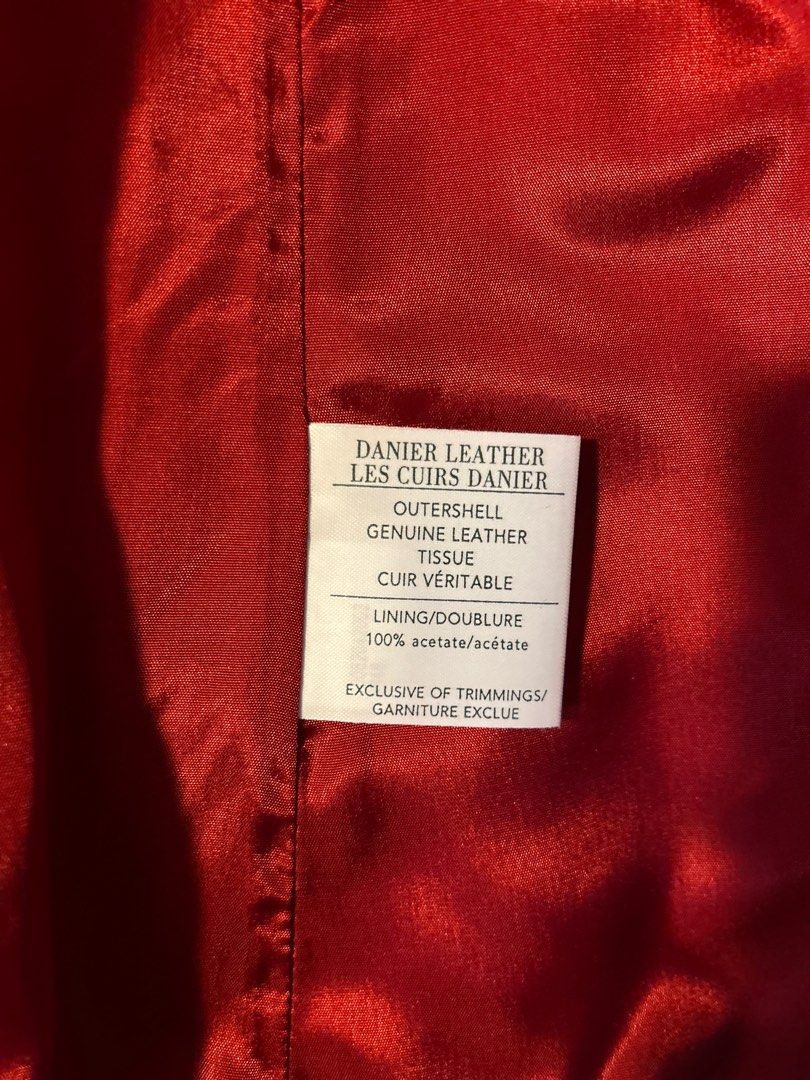 DANIER LEATHER
LES CUIRS DANIER
OUTERSHELL
GENUINE LEATHER
TISSUE
CUIR VÉRITABLE
LINING/DOUBLURE
100% acetate/acétate
EXCLUSIVE OF TRIMMINGS/
GARNITURE EXCLUE